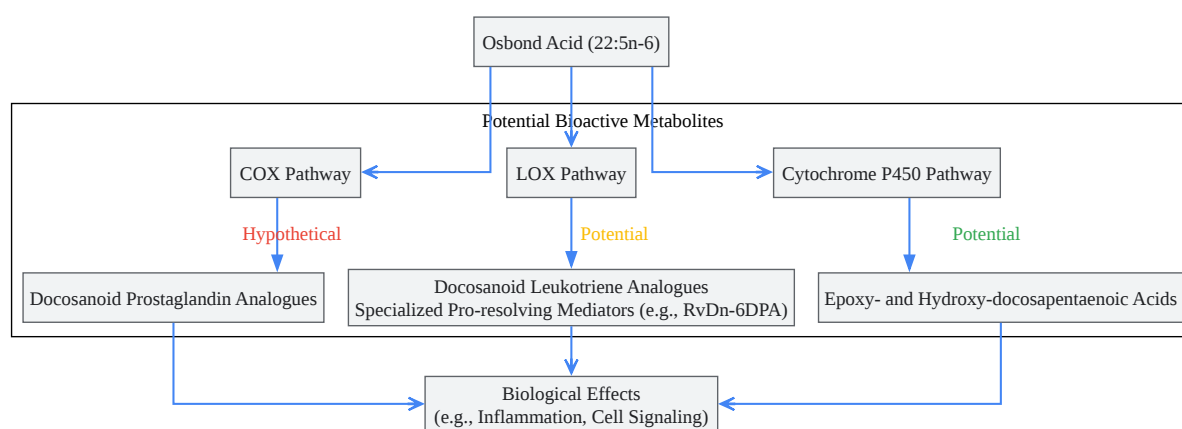 Osbond Acid (22:5n-6)
Potential Bioactive Metabolites
COX Pathway
LOX Pathway
Cytochrome P450 Pathway
Hypothetical
Potential
Potential
Docosanoid Prostaglandin Analogues
Docosanoid Leukotriene Analogues
Specialized Pro-resolving Mediators (e.g., RvDn-6DPA)
Epoxy- and Hydroxy-docosapentaenoic Acids
Biological Effects
(e.g., Inflammation, Cell Signaling)